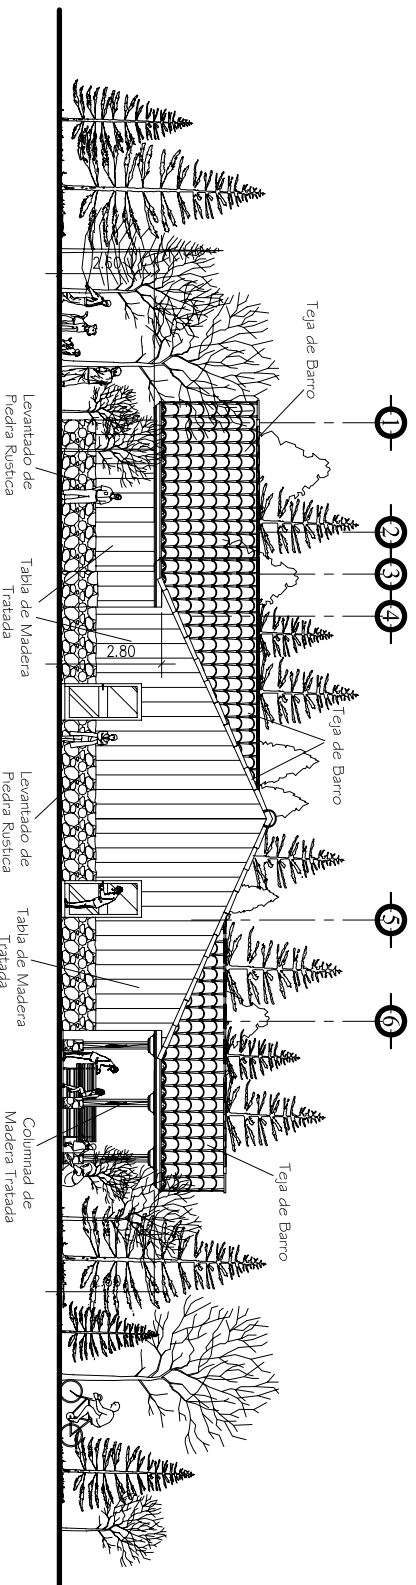 1
2
3
4
5
6
Teja de Barro
Teja de Barro
Teja de Barro
2.60
2.80
Levantado de
Piedra Rustica
Tabla de Madera
Tratada
Levantado de
Piedra Rustica
Tabla de Madera
Tratada
Columnad de
Madera Tratada